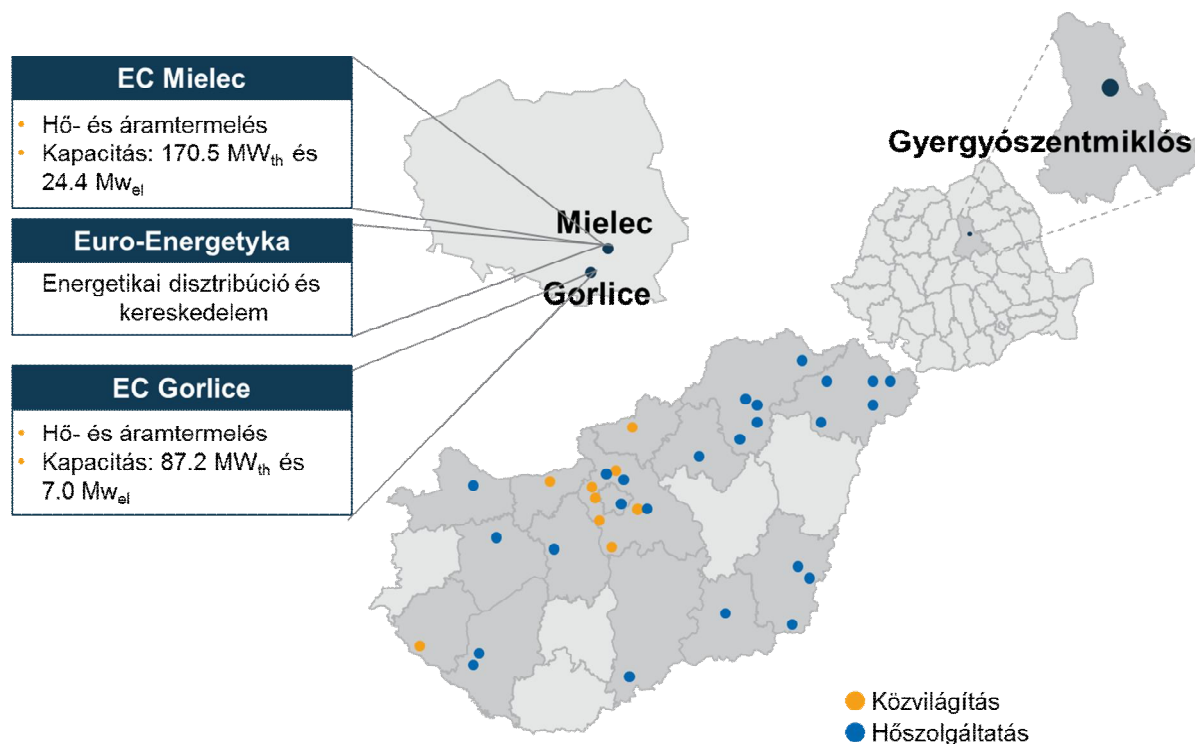 EC Mielec
• Hő- és áramtermelés
• Kapacitás: 170.5 MWth és
24.4 Mwel
Euro-Energetyka
Energetikai disztribúció és
kereskedelem
EC Gorlice
• Hő- és áramtermelés
• Kapacitás: 87.2 MWth és
7.0 Mwel
Mielec
Gorlice
Gyergyószentmiklós
Közvilágítás
Hőszolgáltatás